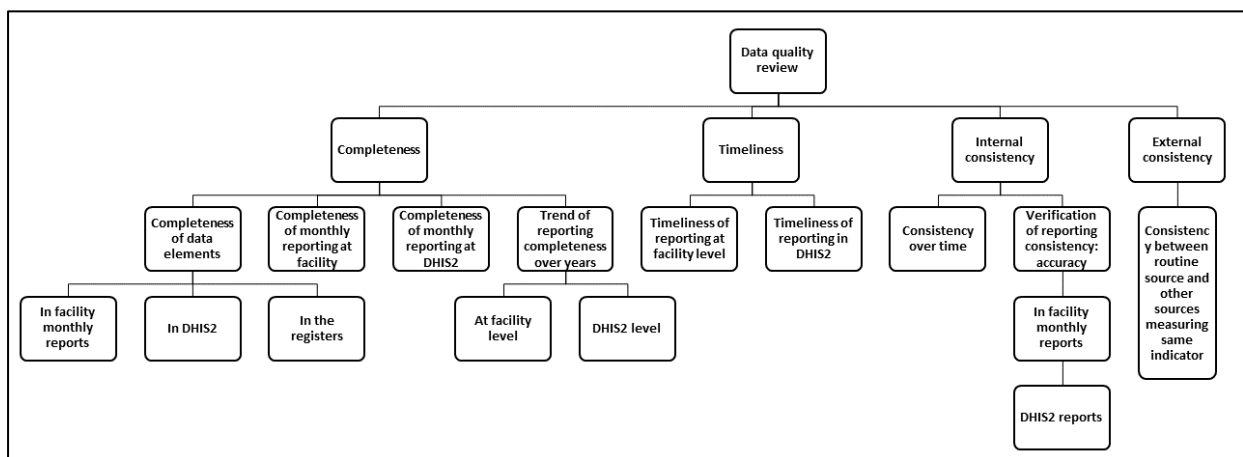 Data quality
review
Completeness
Timeliness
Internal
consistency
External
consistency
Completeness
of data
elements
Completeness
of monthly
reporting at
facility
Completeness
of monthly
reporting at
DHIS2
Trend of
reporting
completeness
over years
Timeliness of
reporting at
facility level
Timeliness of
reporting in
DHIS2
Consistency
over time
Verification
of reporting
consistency:
accuracy
Consistenc
y between
routine
source and
other
sources
measuring
same
indicator
In facility
monthly
reports
In DHIS2
In the
registers
At facility
level
DHIS2 level
In facility
monthly
reports
DHIS2 reports